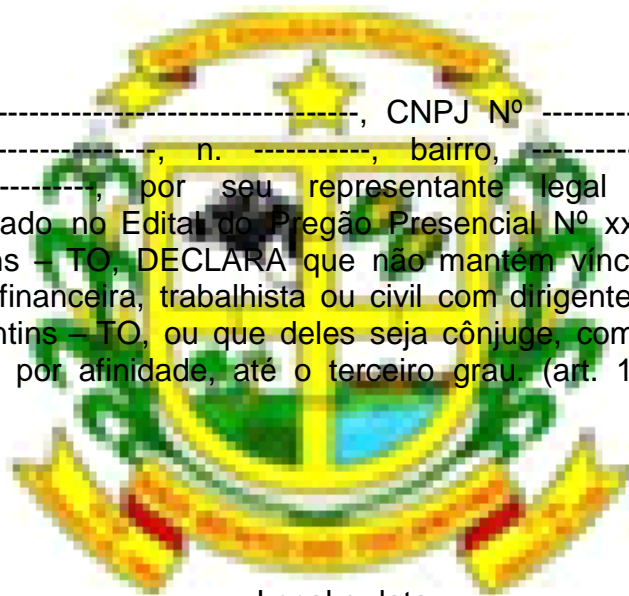 ------------------------------------, CNPJ Nº -----------
----------------, n. -----------, bairro, -----------
----------, por seu representante legal
ado no Edital do Pregão Presencial Nº xx
ns – TO, DECLARA que não mantém vínc
financeira, trabalhista ou civil com dirigente
ntins – TO, ou que deles seja cônjuge, com
por afinidade, até o terceiro grau. (art. 1